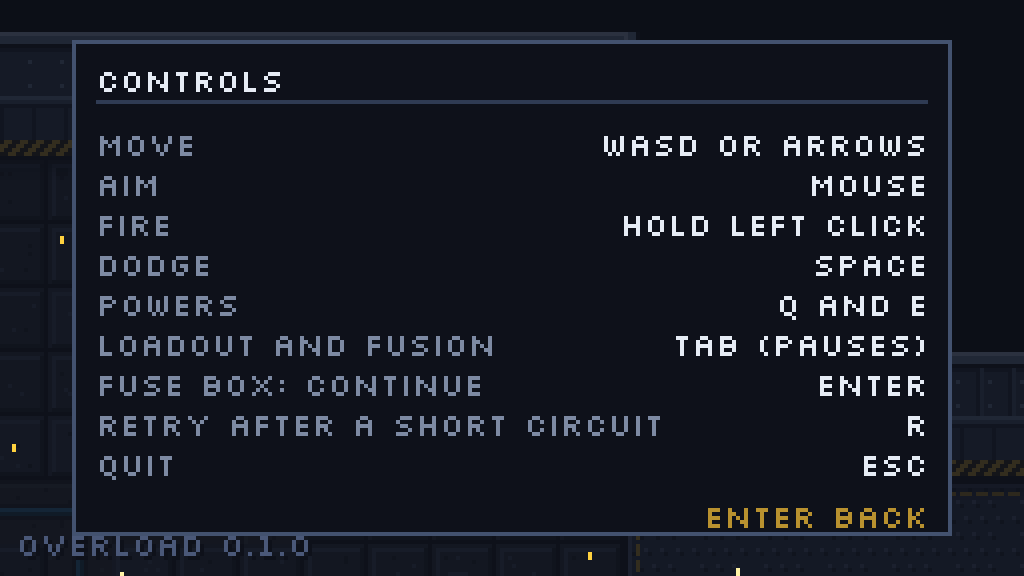 CONTROLS
MOVE WASD OR ARROWS
AIM MOUSE
FIRE HOLD LEFT CLICK
DODGE SPACE
POWERS Q AND E
LOADOUT AND FUSION TAB (PAUSES)
FUSE BOX: CONTINUE ENTER
RETRY AFTER A SHORT CIRCUIT R
QUIT ESC
ENTER BACK
OVERLOAD 0.1.0